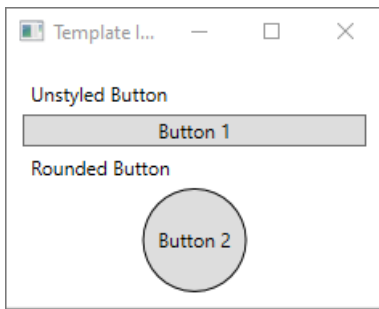 Template I...
Unstyled Button
Button 1
Rounded Button
Button 2